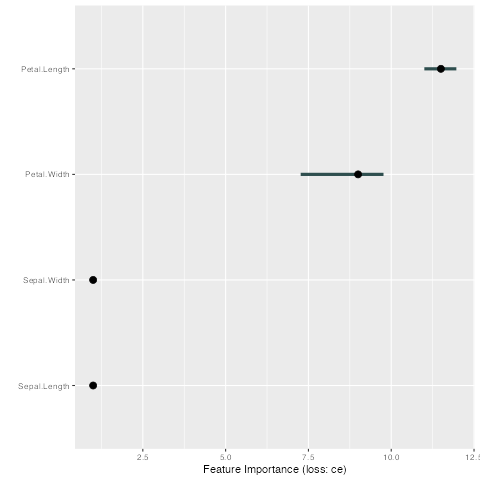 Petal.Length
Petal.Width
Sepal.Width
Sepal.Length
2.5 5.0 7.5 10.0 12.5
Feature Importance (loss: ce)